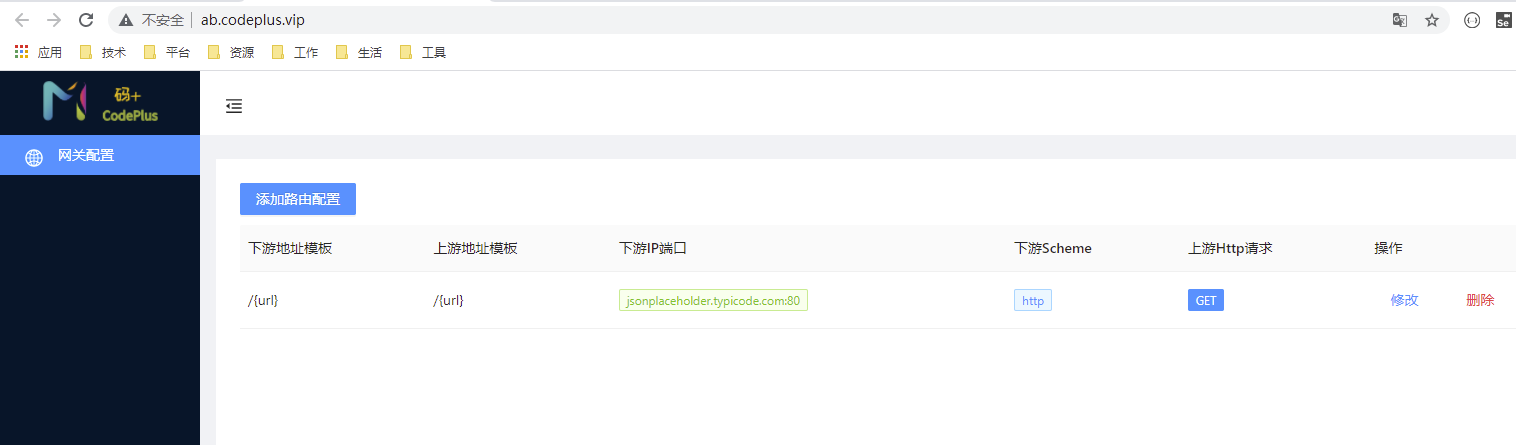 不安全 ab.codeplus.vip
应用 技术 平台 资源 工作 生活 工具
码+
CodePlus
网关配置
添加路由配置
下游地址模板 上游地址模板 下游IP端口 下游Scheme 上游Http请求 操作
/{url} /{url} jsonplaceholder.typicode.com:80 http GET 修改 删除